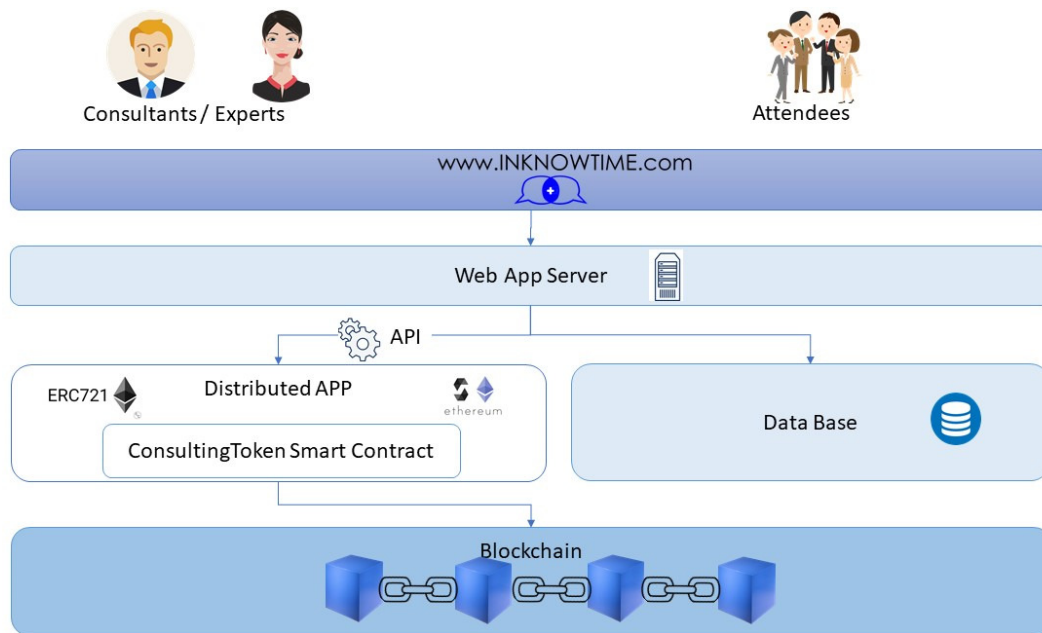 Consultants / Experts
Attendees
www.INKNOWTIME.com
Web App Server
API
ERC721
Distributed APP
ethereum
ConsultingToken Smart Contract
Data Base
Blockchain